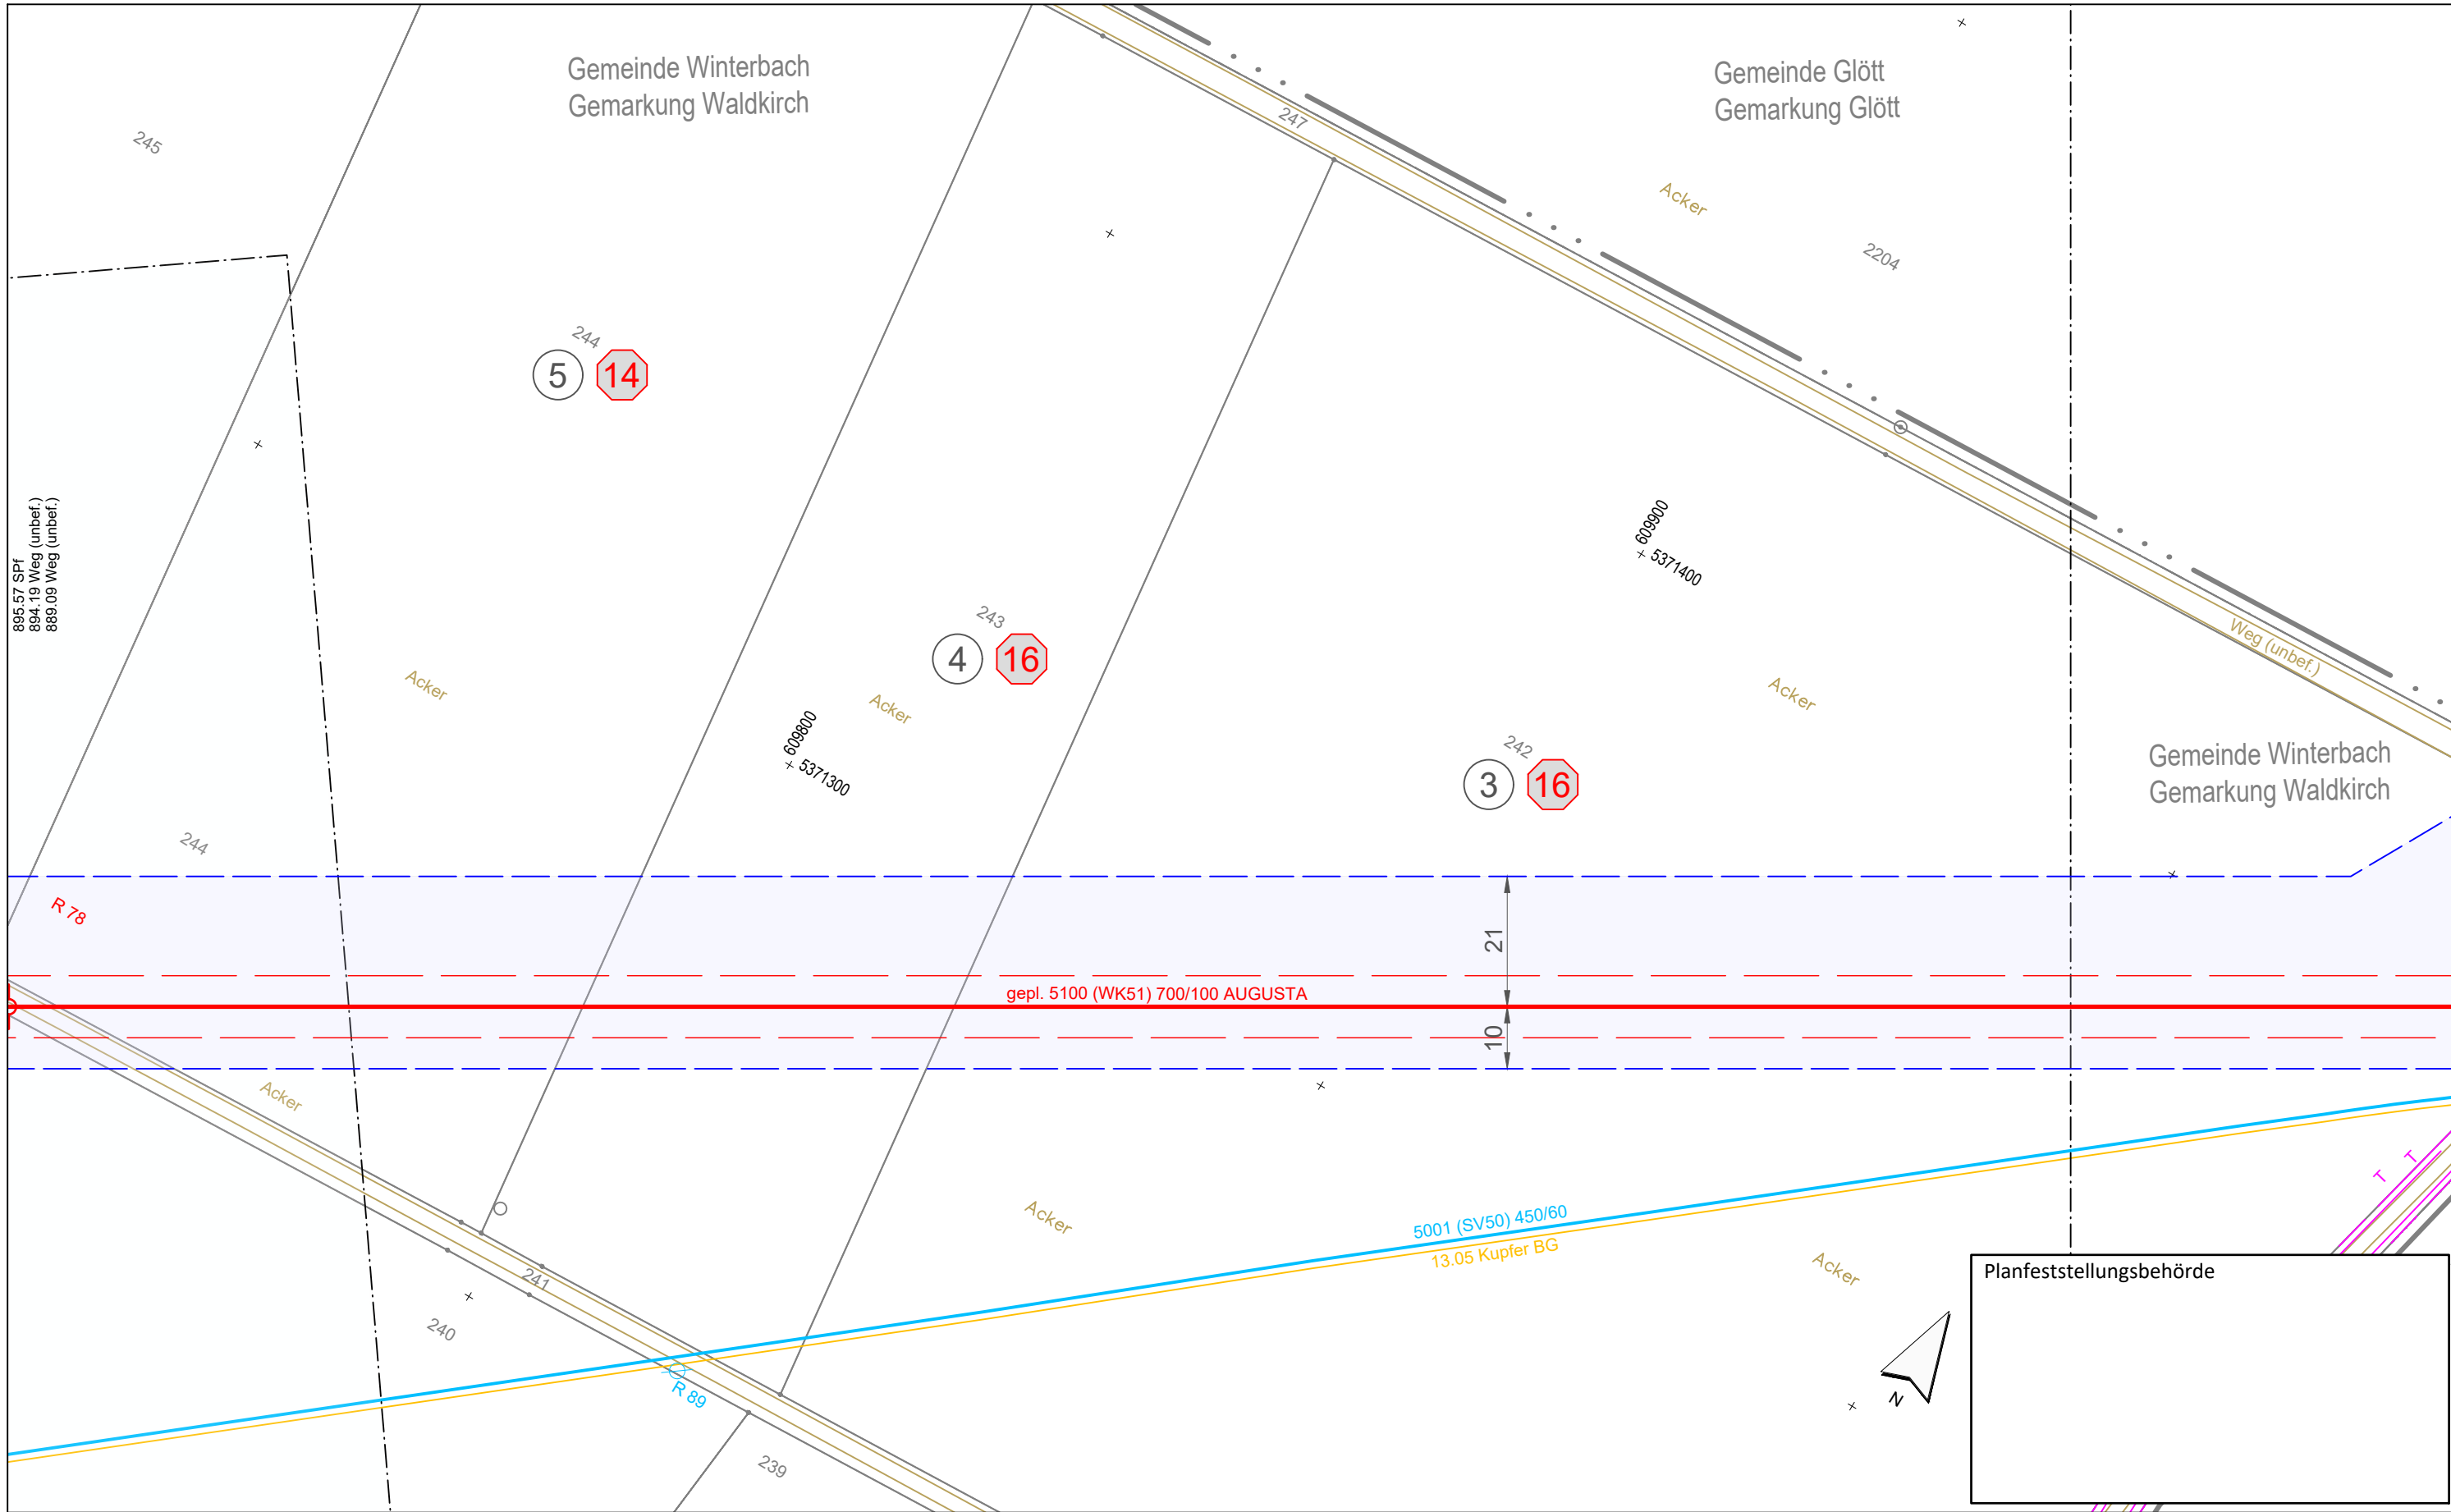 Gemeinde Winterbach
Gemarkung Waldkirch
Gemeinde Glött
Gemarkung Glött
245
247
Acker
2204
244
5
14
895.57 SPf
894.19 Weg (unbef.)
889.09 Weg (unbef.)
609900
5371400
243
4
16
Acker
Acker
Acker
Weg (unbef.)
609800
5371300
242
3
16
Gemeinde Winterbach
Gemarkung Waldkirch
244
R 78
21
gepl. 5100 (WK51) 700/100 AUGUSTA
10
Acker
T T
Acker
5001 (SV50) 450/60
13.05 Kupfer BG
Acker
241
240
R 89
239
N
Planfeststellungsbehörde